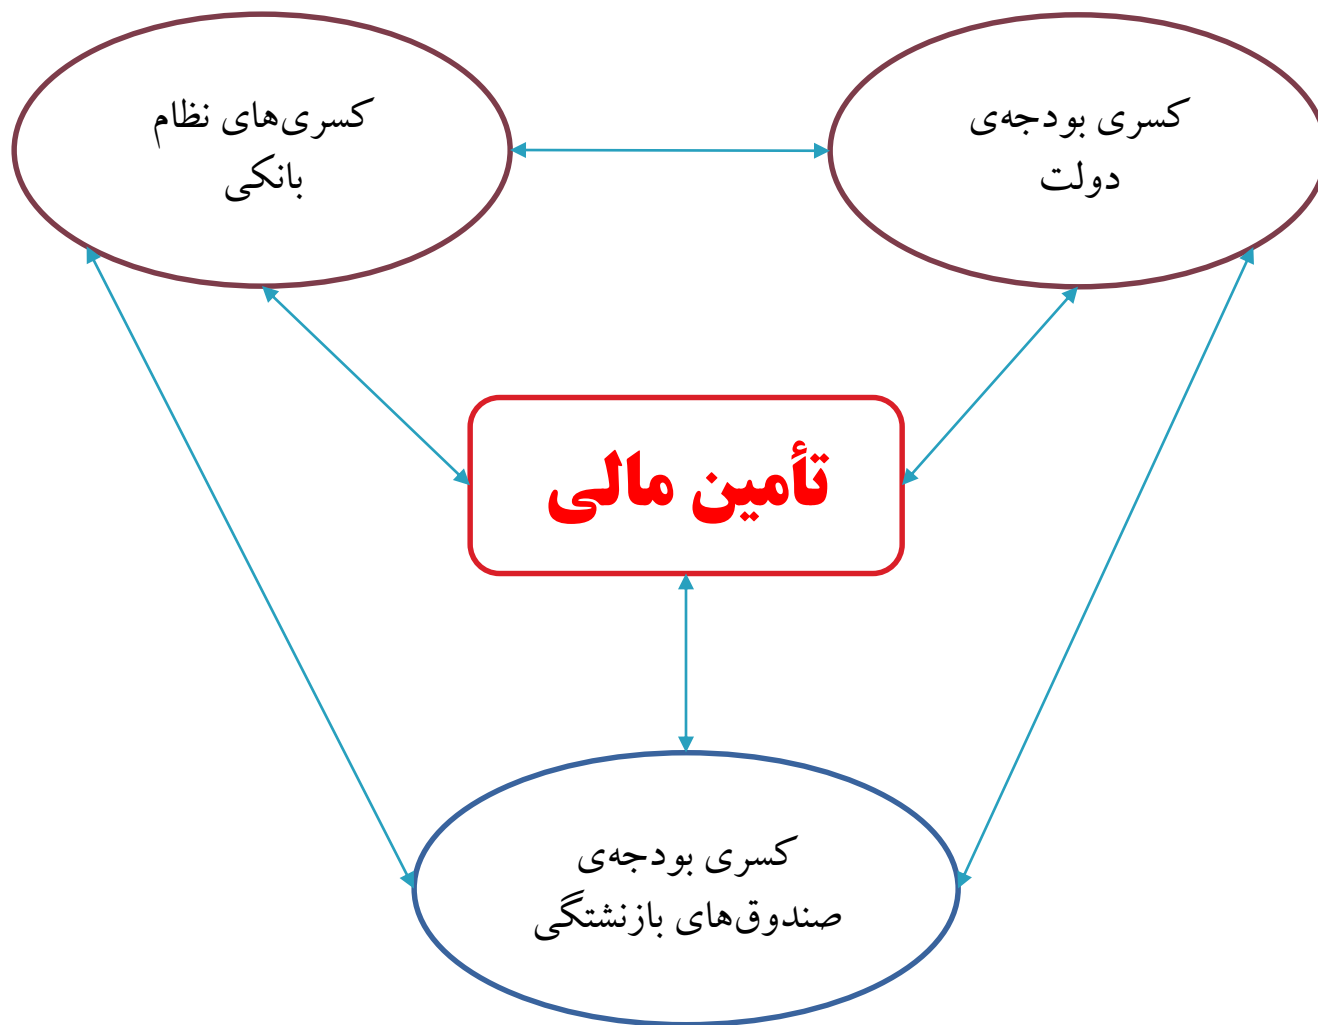 کسری بودجه‌ی
دولت
کسری‌های نظام
بانکی
تأمین مالی
کسری بودجه‌ی
صندوق‌های بازنشتگی